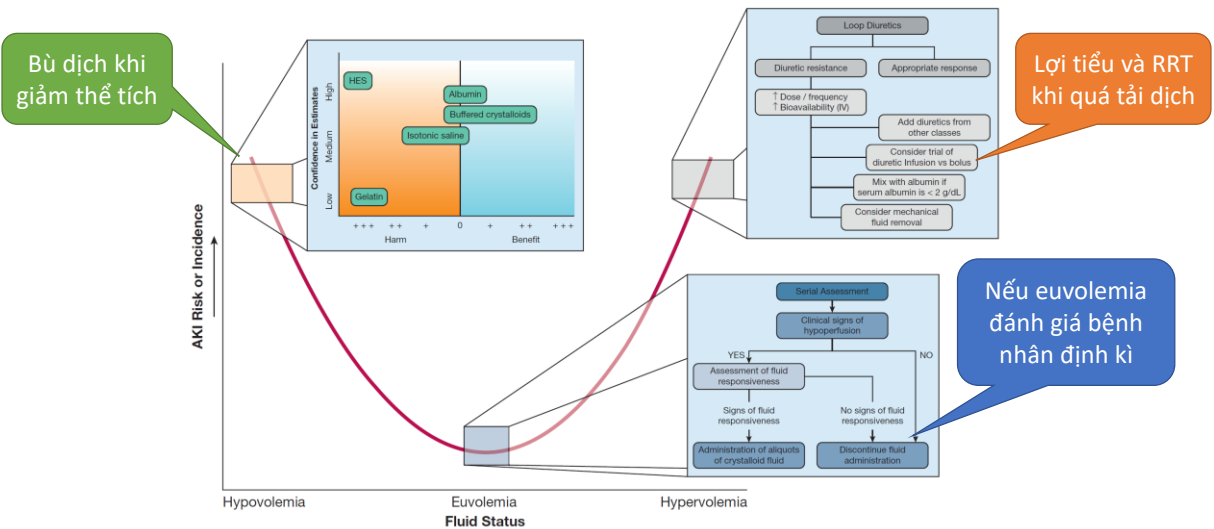 Bù dịch khi
giảm thể tích
AKI Risk or Incidence
Confidence in Estimates
High
Medium
Low
HES
Albumin
Buffered crystalloids
Isotonic saline
Gelatin
+++
++
+
0
+
++
+++
Harm
Benefit
Loop Diuretics
Diuretic resistance
Appropriate response
↑ Dose / frequency
↑ Bioavailability (IV)
Add diuretics from
other classes
Consider trial of
diuretic Infusion vs bolus
Mix with albumin if
serum albumin is < 2 g/dL
Consider mechanical
fluid removal
Lợi tiểu và RRT
khi quá tải dịch
Serial Assessment
Clinical signs of
hypoperfusion
YES
NO
Assessment of fluid
responsiveness
Signs of fluid
responsiveness
No signs of fluid
responsiveness
Administration of aliquots
of crystalloid fluid
Discontinue fluid
administration
Nếu euvolemia
đánh giá bệnh
nhân định kì
Hypovolemia
Euvolemia
Hypervolemia
Fluid Status